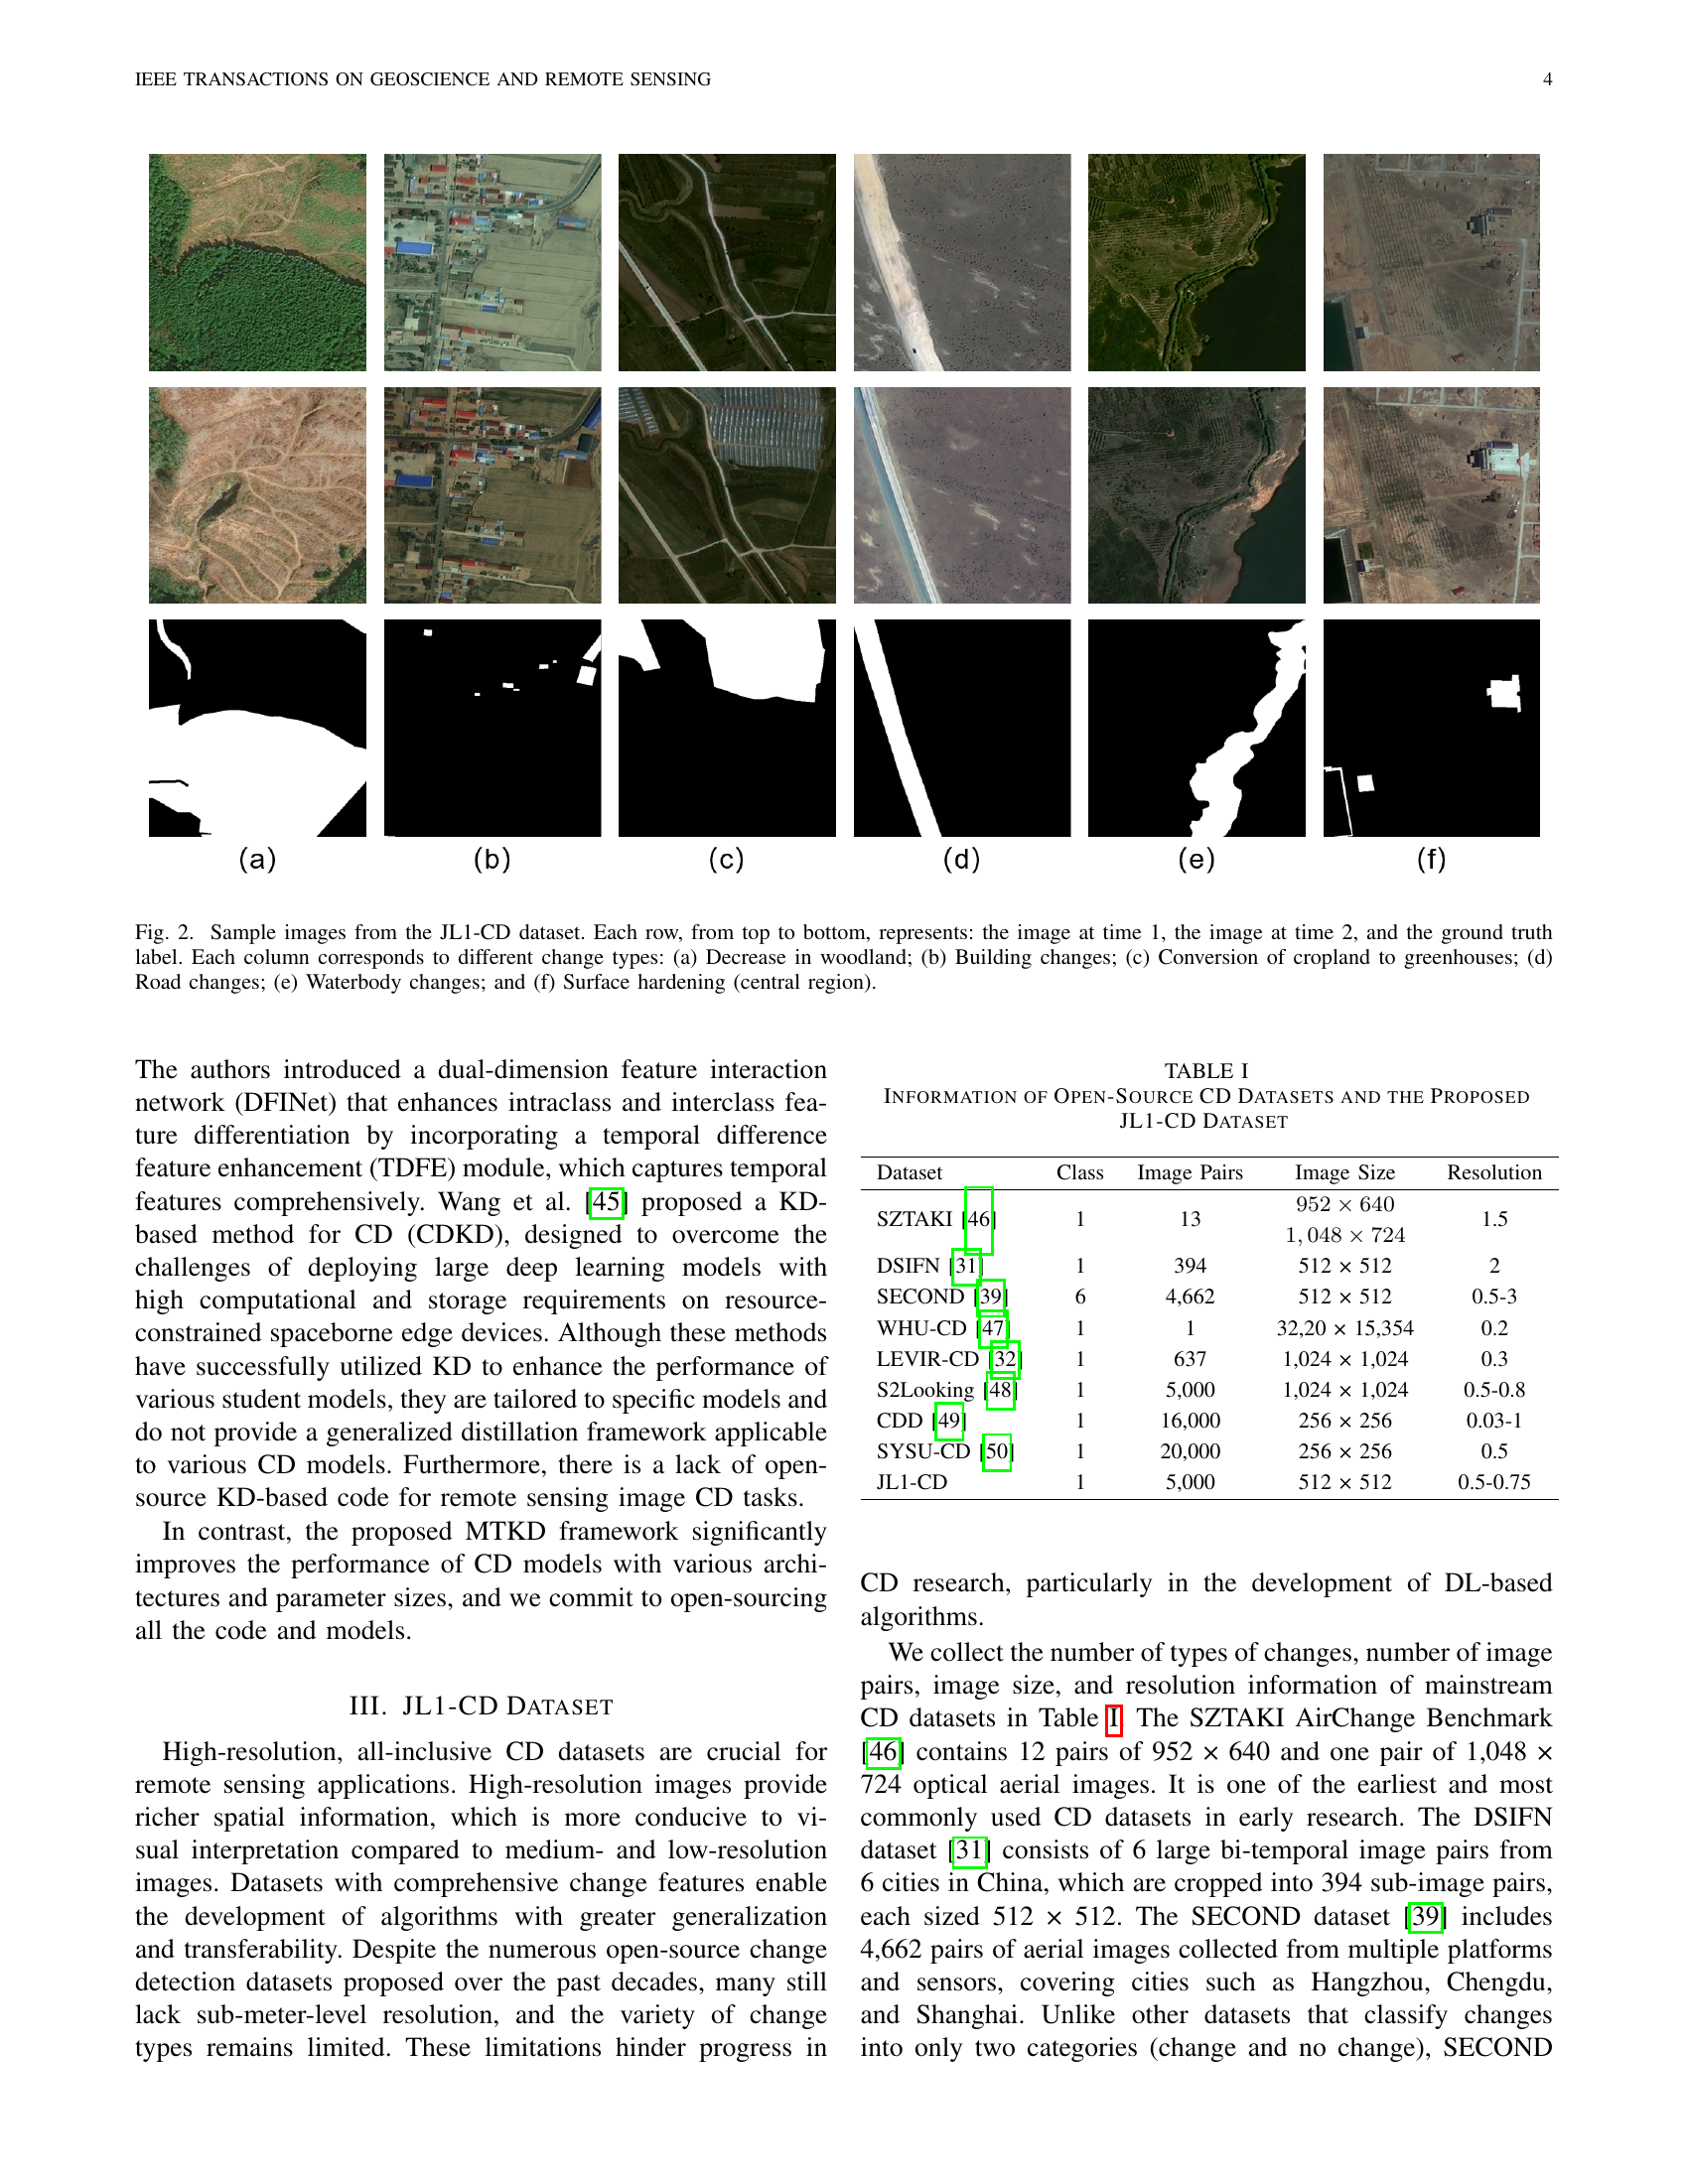 IEEE TRANSACTIONS ON GEOSCIENCE AND REMOTE SENSING 4
(a) (b) (c) (d) (e) (f)
Fig. 2. Sample images from the JL1-CD dataset. Each row, from top to bottom, represents: the image at time 1, the image at time 2, and the ground truth
label. Each column corresponds to different change types: (a) Decrease in woodland; (b) Building changes; (c) Conversion of cropland to greenhouses; (d)
Road changes; (e) Waterbody changes; and (f) Surface hardening (central region).
The authors introduced a dual-dimension feature interaction
network (DFINet) that enhances intraclass and interclass fea-
ture differentiation by incorporating a temporal difference
feature enhancement (TDFE) module, which captures temporal
features comprehensively. Wang et al. [45] proposed a KD-
based method for CD (CDKD), designed to overcome the
challenges of deploying large deep learning models with
high computational and storage requirements on resource-
constrained spaceborne edge devices. Although these methods
have successfully utilized KD to enhance the performance of
various student models, they are tailored to specific models and
do not provide a generalized distillation framework applicable
to various CD models. Furthermore, there is a lack of open-
source KD-based code for remote sensing image CD tasks.
In contrast, the proposed MTKD framework significantly
improves the performance of CD models with various archi-
tectures and parameter sizes, and we commit to open-sourcing
all the code and models.
III. JL1-CD DATASET
High-resolution, all-inclusive CD datasets are crucial for
remote sensing applications. High-resolution images provide
richer spatial information, which is more conducive to vi-
sual interpretation compared to medium- and low-resolution
images. Datasets with comprehensive change features enable
the development of algorithms with greater generalization
and transferability. Despite the numerous open-source change
detection datasets proposed over the past decades, many still
lack sub-meter-level resolution, and the variety of change
types remains limited. These limitations hinder progress in
TABLE I
INFORMATION OF OPEN-SOURCE CD DATASETS AND THE PROPOSED
JL1-CD DATASET
Dataset Class Image Pairs Image Size Resolution
SZTAKI [46] 1 13 952 × 640 1.5
1, 048 × 724
DSIFN [31] 1 394 512 × 512 2
SECOND [39] 6 4,662 512 × 512 0.5-3
WHU-CD [47] 1 1 32,20 × 15,354 0.2
LEVIR-CD [32] 1 637 1,024 × 1,024 0.3
S2Looking [48] 1 5,000 1,024 × 1,024 0.5-0.8
CDD [49] 1 16,000 256 × 256 0.03-1
SYSU-CD [50] 1 20,000 256 × 256 0.5
JL1-CD 1 5,000 512 × 512 0.5-0.75
CD research, particularly in the development of DL-based
algorithms.
We collect the number of types of changes, number of image
pairs, image size, and resolution information of mainstream
CD datasets in Table I. The SZTAKI AirChange Benchmark
[46] contains 12 pairs of 952 × 640 and one pair of 1,048 ×
724 optical aerial images. It is one of the earliest and most
commonly used CD datasets in early research. The DSIFN
dataset [31] consists of 6 large bi-temporal image pairs from
6 cities in China, which are cropped into 394 sub-image pairs,
each sized 512 × 512. The SECOND dataset [39] includes
4,662 pairs of aerial images collected from multiple platforms
and sensors, covering cities such as Hangzhou, Chengdu,
and Shanghai. Unlike other datasets that classify changes
into only two categories (change and no change), SECOND